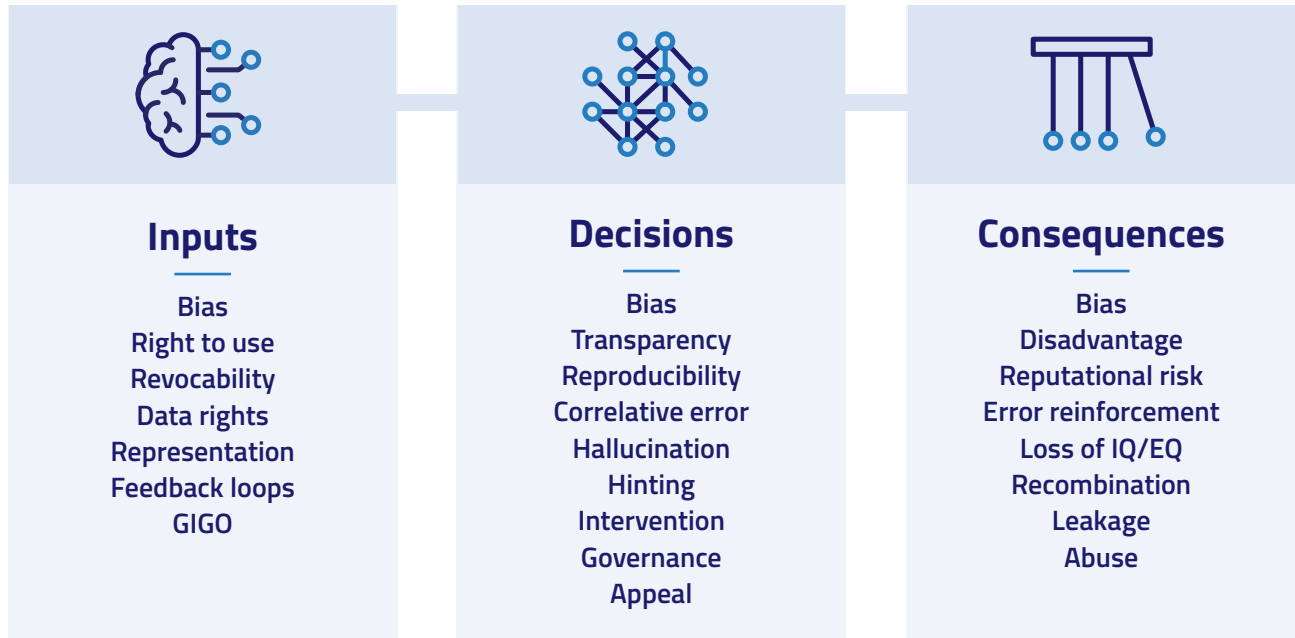 Inputs
Bias
Right to use
Revocability
Data rights
Representation
Feedback loops
GIGO
Decisions
Bias
Transparency
Reproducibility
Correlative error
Hallucination
Hinting
Intervention
Governance
Appeal
Consequences
Bias
Disadvantage
Reputational risk
Error reinforcement
Loss of IQ/EQ
Recombination
Leakage
Abuse